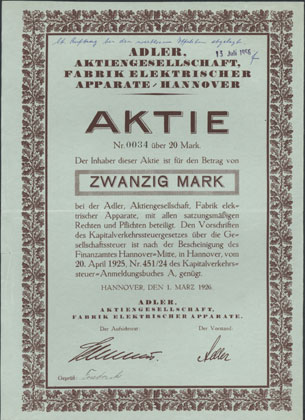 13 Juli 1958
ADLER,
AKTIENGESELLSCHAFT,
FABRIK ELEKTRISCHER
APPARATE-HANNOVER
AKTIE
Nr. 0034 über 20 Mark.
Der Inhaber dieser Aktie ist für den Betrag von
ZWANZIG MARK
bei der Adler, Aktiengesellschaft, Fabrik elek-
trischer Apparate, mit allen satzungsmäßigen
Rechten und Pflichten beteiligt. Den Vorschriften
des Kapitalverkehrsteuergesetzes über die Ge-
sellschaftssteuer ist nach der Bescheinigung des
Finanzamtes Hannover-Mitte, in Hannover, vom
20. April 1925, Nr. 451/24 des Kapitalverkehrs-
steuer-Anmeldungsbuches A, genügt.
HANNOVER, DEN 1. MÄRZ 1926.
ADLER,
AKTIENGESELLSCHAFT,
FABRIK ELEKTRISCHER APPARATE.
Der Aufsichtsrat: Der Vorstand:
Adler
Geprüft: